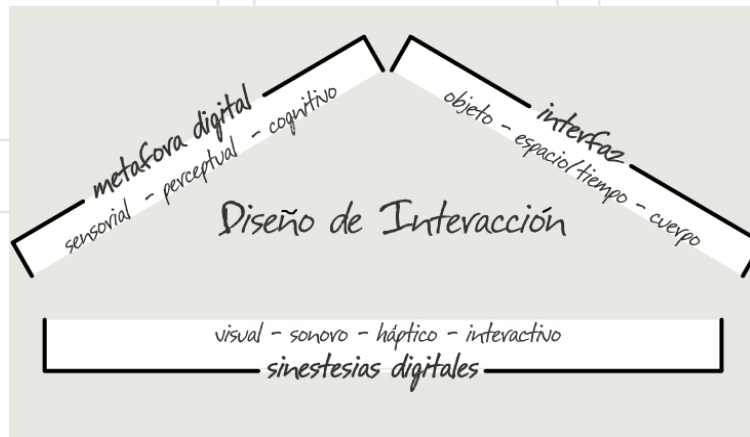 metafora digital
sensorial - perceptual - cognitivo
interfaz
objeto - espacio/tiempo - cuerpo
Diseño de Interacción
visual - sonoro - háptico - interactivo
sinestesias digitales